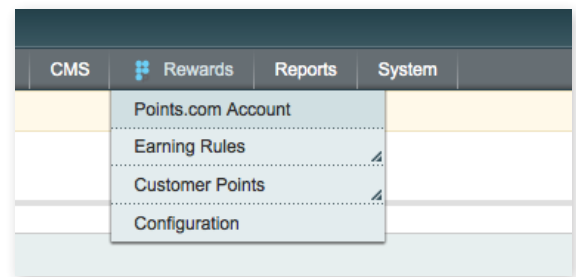 CMS Rewards Reports System
Points.com Account
Earning Rules
Customer Points
Configuration